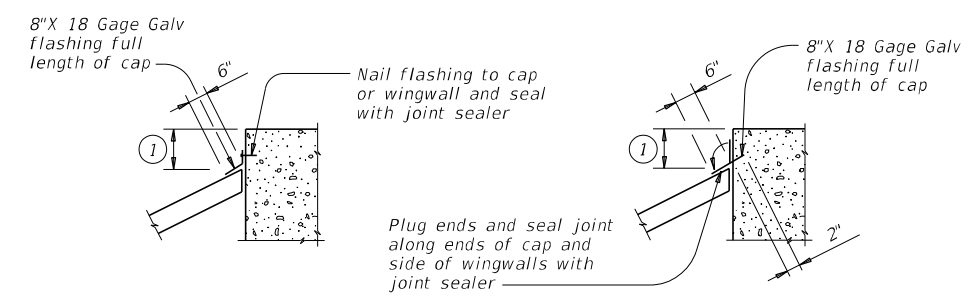 8"X 18 Gage Galv
flashing full
length of cap
6"
Nail flashing to cap
or wingwall and seal
with joint sealer
1
8"X 18 Gage Galv
flashing full
length of cap
6"
1
Plug ends and seal joint
along ends of cap and
side of wingwalls with
joint sealer
2"